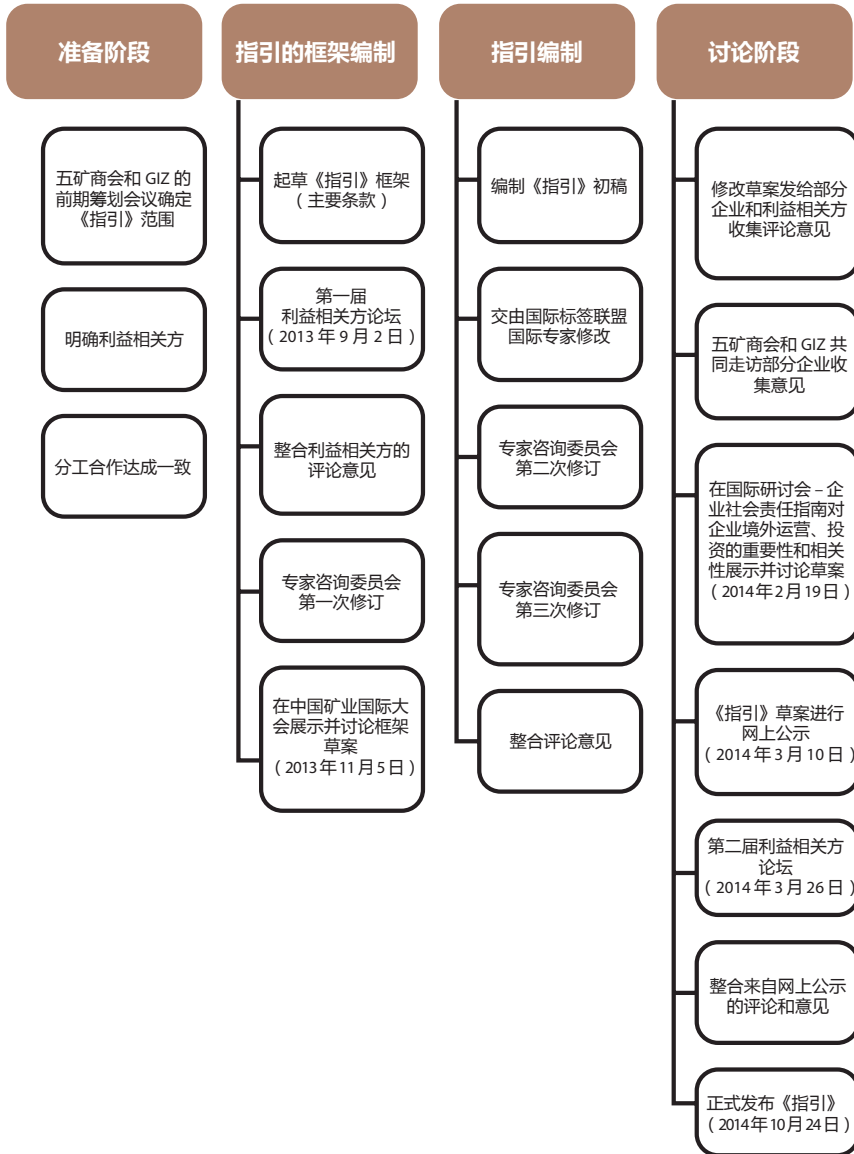 准备阶段
五矿商会和 GIZ 的
前期筹划会议确定
《指引》范围
明确利益相关方
分工合作达成一致
指引的框架编制
起草《指引》框架
（主要条款）
第一届
利益相关方论坛
（2013 年 9 月 2 日）
整合利益相关方的
评论意见
专家咨询委员会
第一次修订
在中国矿业国际大
会展示并讨论框架
草案
（2013 年 11 月 5 日）
指引编制
编制《指引》初稿
交由国际标签联盟
国际专家修改
专家咨询委员会
第二次修订
专家咨询委员会
第三次修订
整合评论意见
讨论阶段
修改草案发给部分
企业和利益相关方
收集评论意见
五矿商会和 GIZ 共
同走访部分企业收
集意见
在国际研讨会 – 企
业社会责任指南对
企业境外运营、投
资的重要性和相关
性展示并讨论草案
（2014 年 2 月 19 日）
《指引》草案进行
网上公示
（2014 年 3 月 10 日）
第二届利益相关方
论坛
（2014 年 3 月 26 日）
整合来自网上公示
的评论和意见
正式发布《指引》
（2014年10月24日）